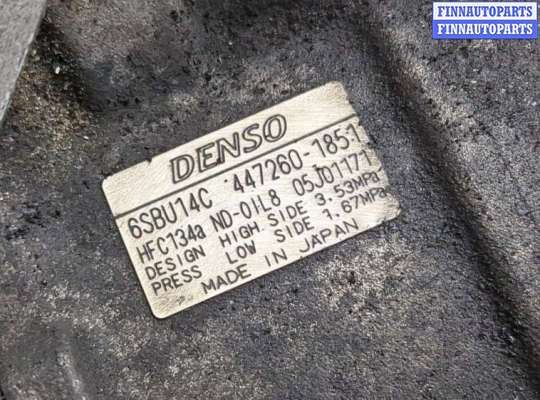 FINNAUTOPARTS
FINNAUTOPARTS
DENSO
6SBU14C 447260-1851
HFC134a ND-OIL8 05J01171
DESIGN HIGH SIDE 3.53MPa
PRESS LOW SIDE 1.67MPa
MADE IN JAPAN